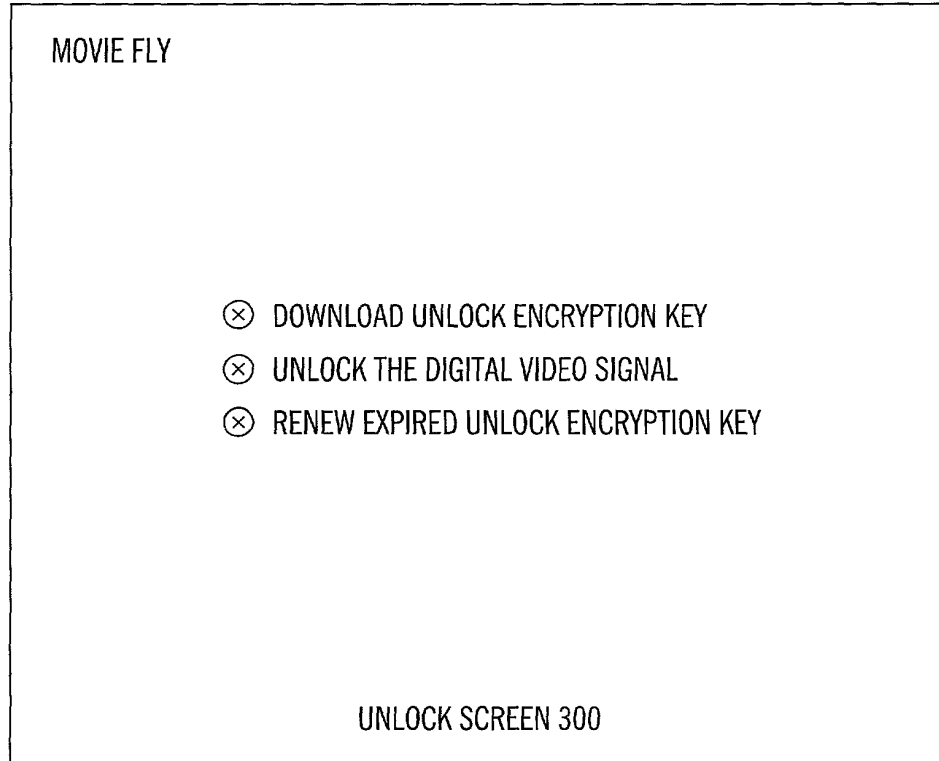 MOVIE FLY
⊗ DOWNLOAD UNLOCK ENCRYPTION KEY
⊗ UNLOCK THE DIGITAL VIDEO SIGNAL
⊗ RENEW EXPIRED UNLOCK ENCRYPTION KEY
UNLOCK SCREEN 300